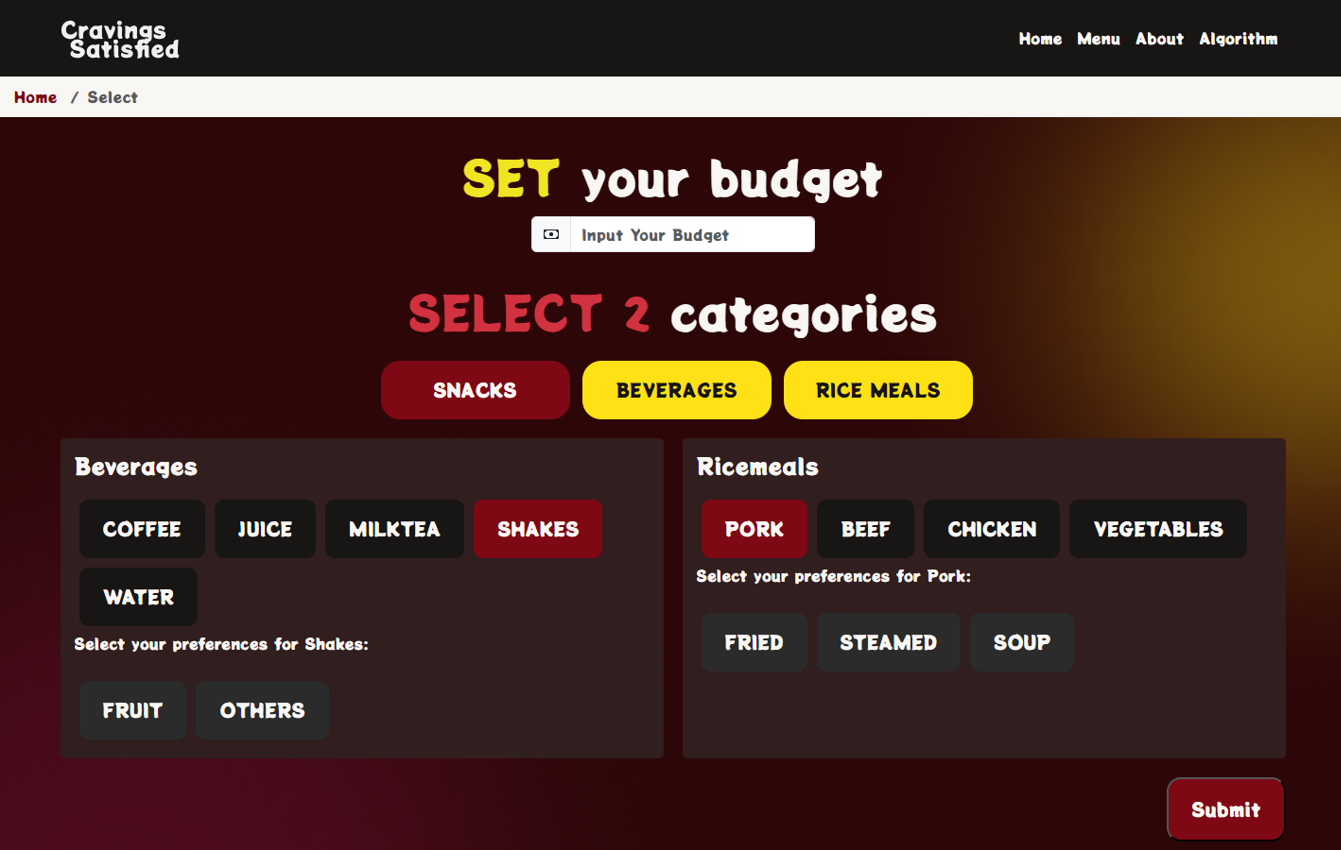 Cravings
Satisfied
Home Menu About Algorithm
Home / Select
SET your budget
Input Your Budget
SELECT 2 categories
SNACKS BEVERAGES RICE MEALS
Beverages
COFFEE JUICE MILKTEA SHAKES
WATER
Select your preferences for Shakes:
FRUIT OTHERS
Ricemeals
PORK BEEF CHICKEN VEGETABLES
Select your preferences for Pork:
FRIED STEAMED SOUP
Submit